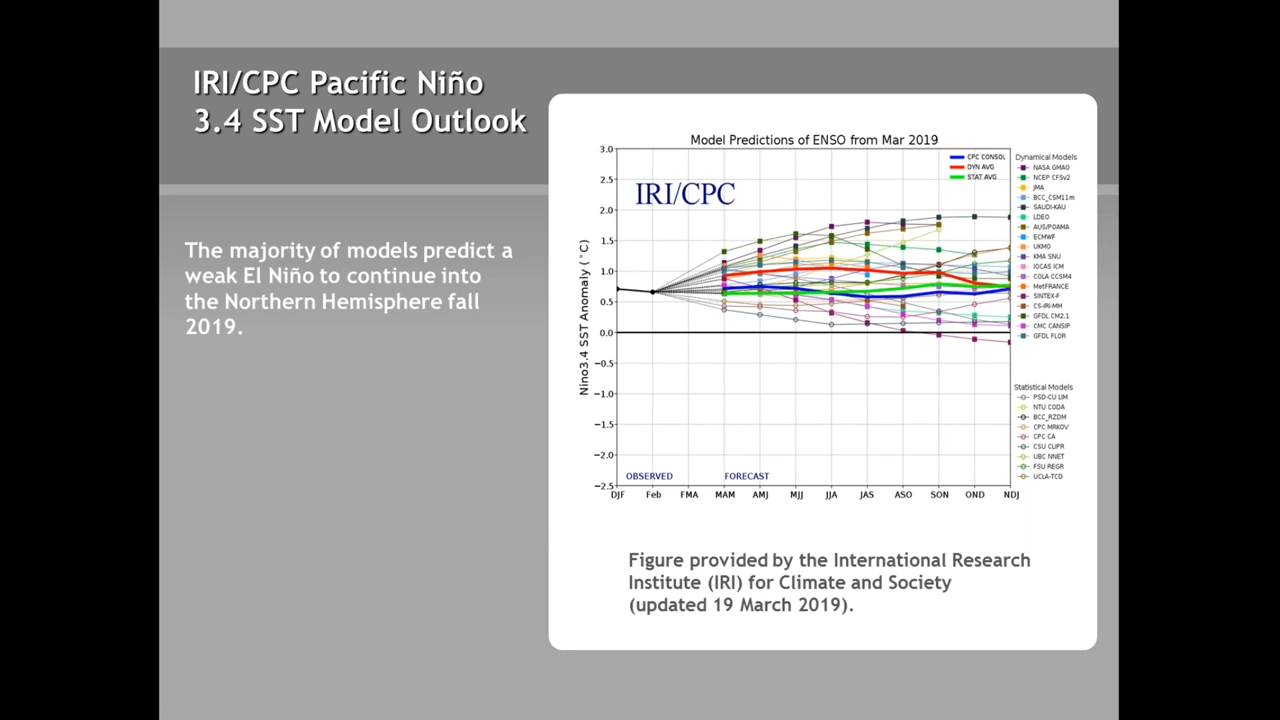 IRI/CPC Pacific Niño
3.4 SST Model Outlook
The majority of models predict a
weak El Niño to continue into
the Northern Hemisphere fall
2019.
Model Predictions of ENSO from Mar 2019
IRI/CPC
CPC CONSOL
DYN AVG
STAT AVG
Nino3.4 SST Anomaly (°C)
3.0
2.5
2.0
1.5
1.0
0.5
0.0
−0.5
−1.0
−1.5
−2.0
−2.5
OBSERVED
FORECAST
DJF Feb FMA MAM AMJ MJJ JJA JAS ASO SON OND NDJ
Dynamical Models
NASA GMAO
NCEP CFSv2
JMA
BCC_CSM11m
SAUDI-KAU
LDEO
AUS/POAMA
ECMWF
UKMO
KMA SNU
IOCAS ICM
COLA CCSM4
MetFRANCE
SINTEX-F
CS-IRI-MM
GFDL CM2.1
CMC CANSIP
GFDL FLOR
Statistical Models
PSD-CU LIM
NTU CODA
BCC_RZDM
CPC MRKOV
CPC CA
CSU CLIPR
UBC NNET
FSU REGR
UCLA-TCD
Figure provided by the International Research
Institute (IRI) for Climate and Society
(updated 19 March 2019).